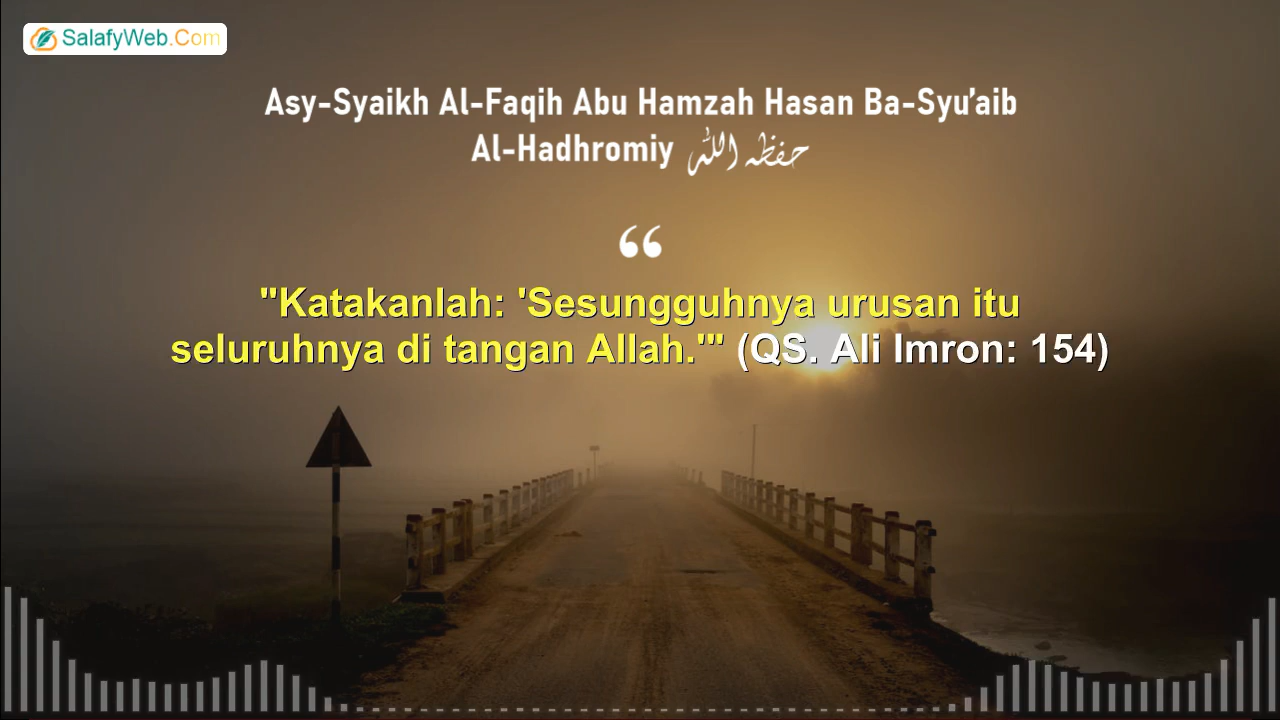 SalafyWeb.Com
Asy-Syaikh Al-Faqih Abu Hamzah Hasan Ba-Syu’aib
Al-Hadhromiy حفظه الله
“
"Katakanlah: 'Sesungguhnya urusan itu
seluruhnya di tangan Allah.'" (QS. Ali Imron: 154)